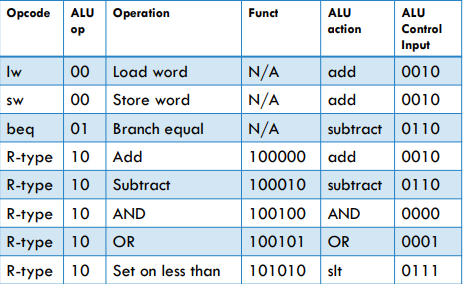 Opcode ALU op Operation Funct ALU action ALU Control Input
lw 00 Load word N/A add 0010
sw 00 Store word N/A add 0010
beq 01 Branch equal N/A subtract 0110
R-type 10 Add 100000 add 0010
R-type 10 Subtract 100010 subtract 0110
R-type 10 AND 100100 AND 0000
R-type 10 OR 100101 OR 0001
R-type 10 Set on less than 101010 slt 0111